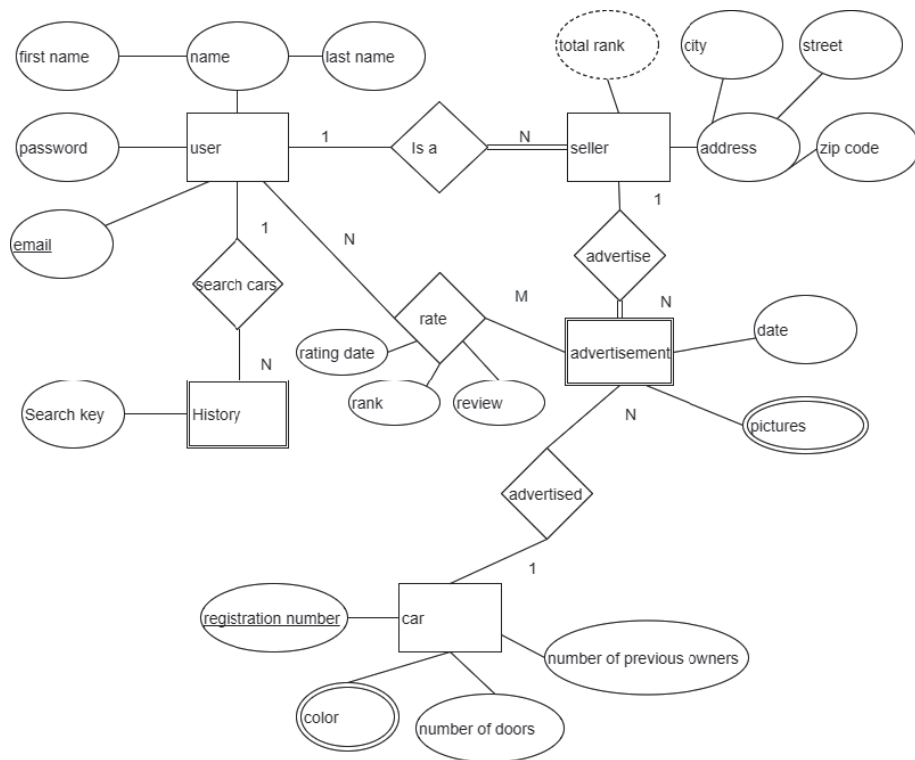 first name
name
last name
total rank
city
street
password
user
1
Is a
N
seller
address
zip code
email
1
N
1
search cars
advertise
M
N
rate
rating date
advertisement
date
N
rank
review
N
Search key
History
pictures
advertised
1
registration number
car
number of previous owners
color
number of doors